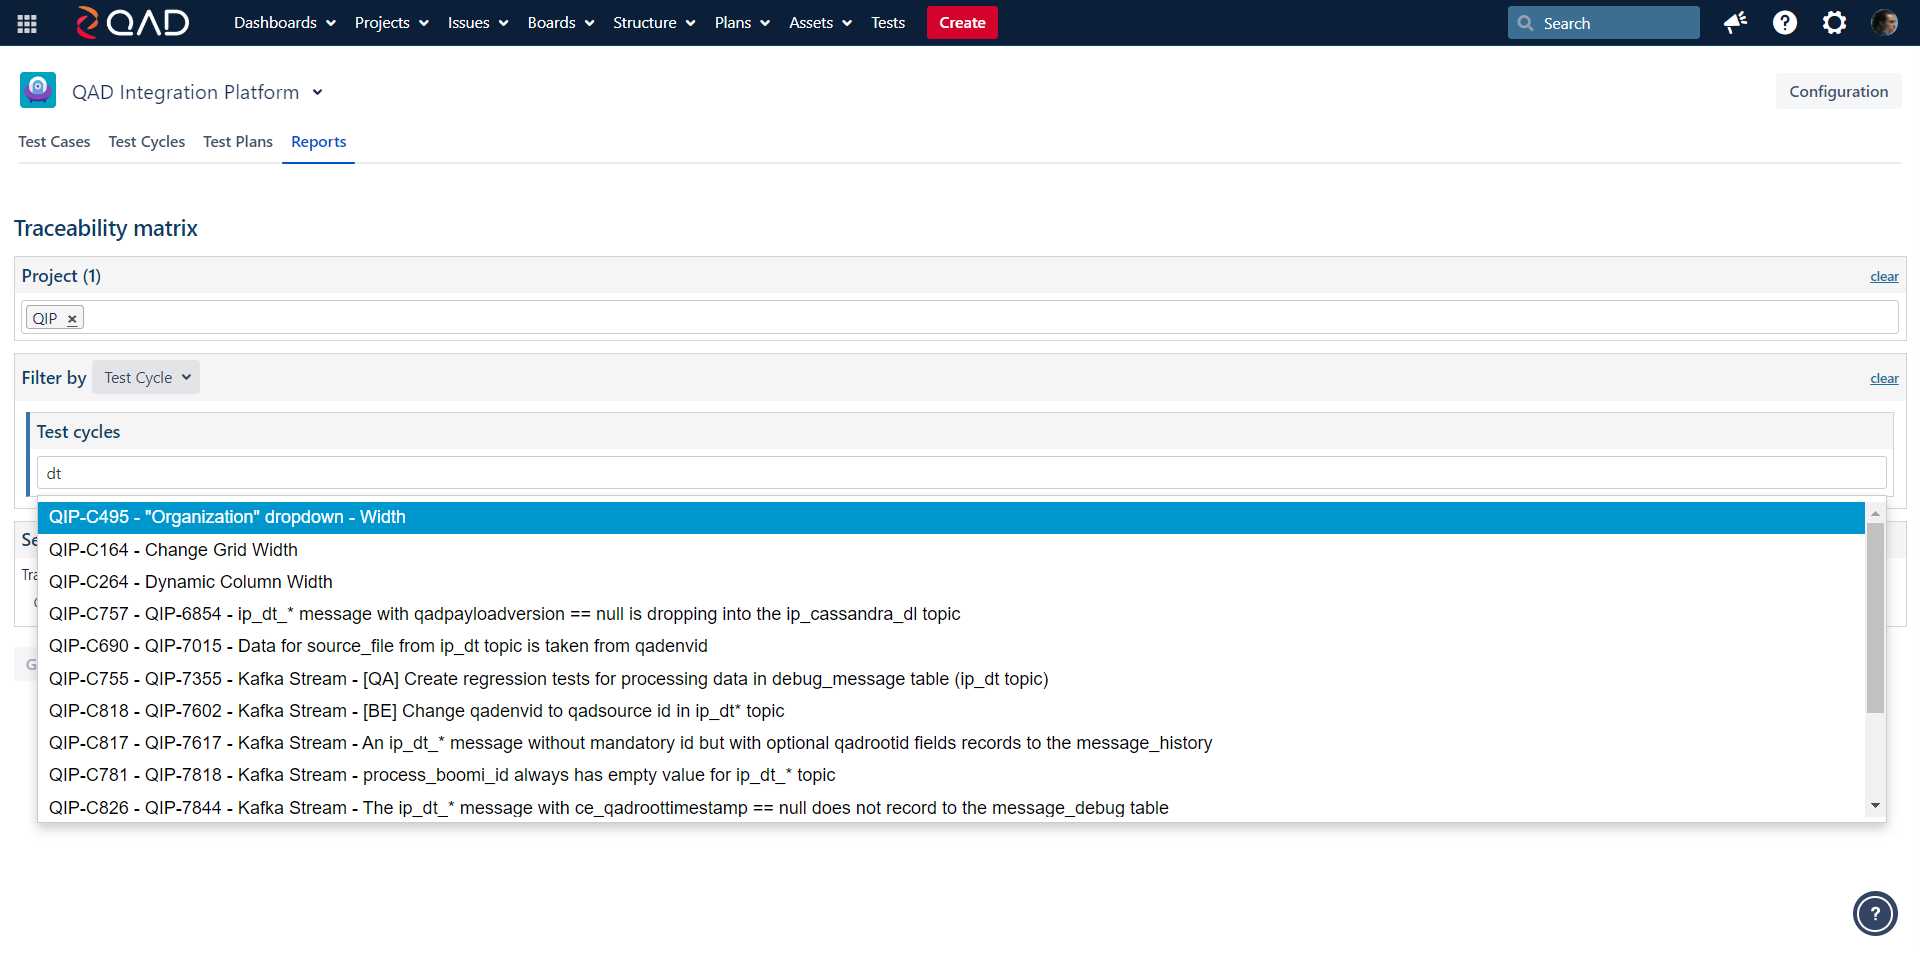 QAD Dashboards Projects Issues Boards Structure Plans Assets Tests Create Search ?
QAD Integration Platform Configuration
Test Cases Test Cycles Test Plans Reports
Traceability matrix
Project (1) clear
QIP ×
Filter by Test Cycle clear
Test cycles
dt
QIP-C495 - "Organization" dropdown - Width
Se
QIP-C164 - Change Grid Width
Tra
QIP-C264 - Dynamic Column Width
QIP-C757 - QIP-6854 - ip_dt_* message with qadpayloadversion == null is dropping into the ip_cassandra_dl topic
QIP-C690 - QIP-7015 - Data for source_file from ip_dt topic is taken from qadenvid
G
QIP-C755 - QIP-7355 - Kafka Stream - [QA] Create regression tests for processing data in debug_message table (ip_dt topic)
QIP-C818 - QIP-7602 - Kafka Stream - [BE] Change qadenvid to qadsource id in ip_dt* topic
QIP-C817 - QIP-7617 - Kafka Stream - An ip_dt_* message without mandatory id but with optional qadrootid fields records to the message_history
QIP-C781 - QIP-7818 - Kafka Stream - process_boomi_id always has empty value for ip_dt_* topic
QIP-C826 - QIP-7844 - Kafka Stream - The ip_dt_* message with ce_qadroottimestamp == null does not record to the message_debug table
?